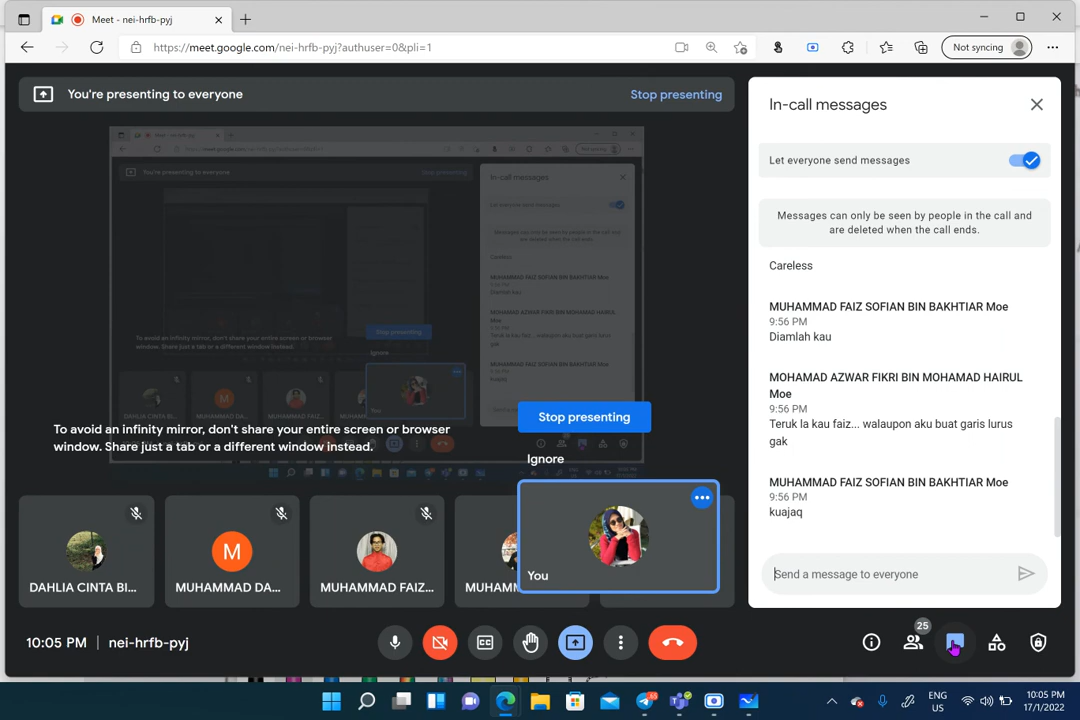 Meet - nei-hrfb-pyj
https://meet.google.com/nei-hrfb-pyj?authuser=0&pli=1
Not syncing
You're presenting to everyone
Stop presenting
In-call messages
Let everyone send messages
Messages can only be seen by people in the call and
are deleted when the call ends.
Careless
MUHAMMAD FAIZ SOFIAN BIN BAKHTIAR Moe
9:56 PM
Diamlah kau
MOHAMAD AZWAR FIKRI BIN MOHAMAD HAIRUL
Moe
9:56 PM
Teruk la kau faiz... walaupon aku buat garis lurus
gak
MUHAMMAD FAIZ SOFIAN BIN BAKHTIAR Moe
9:56 PM
kuajaq
Send a message to everyone
To avoid an infinity mirror, don't share your entire screen or browser
window. Share just a tab or a different window instead.
Stop presenting
Ignore
DAHLIA CINTA BI...
M
MUHAMMAD DA...
MUHAMMAD FAIZ...
You
10:05 PM | nei-hrfb-pyj
25
ENG
US
10:05 PM
17/1/2022